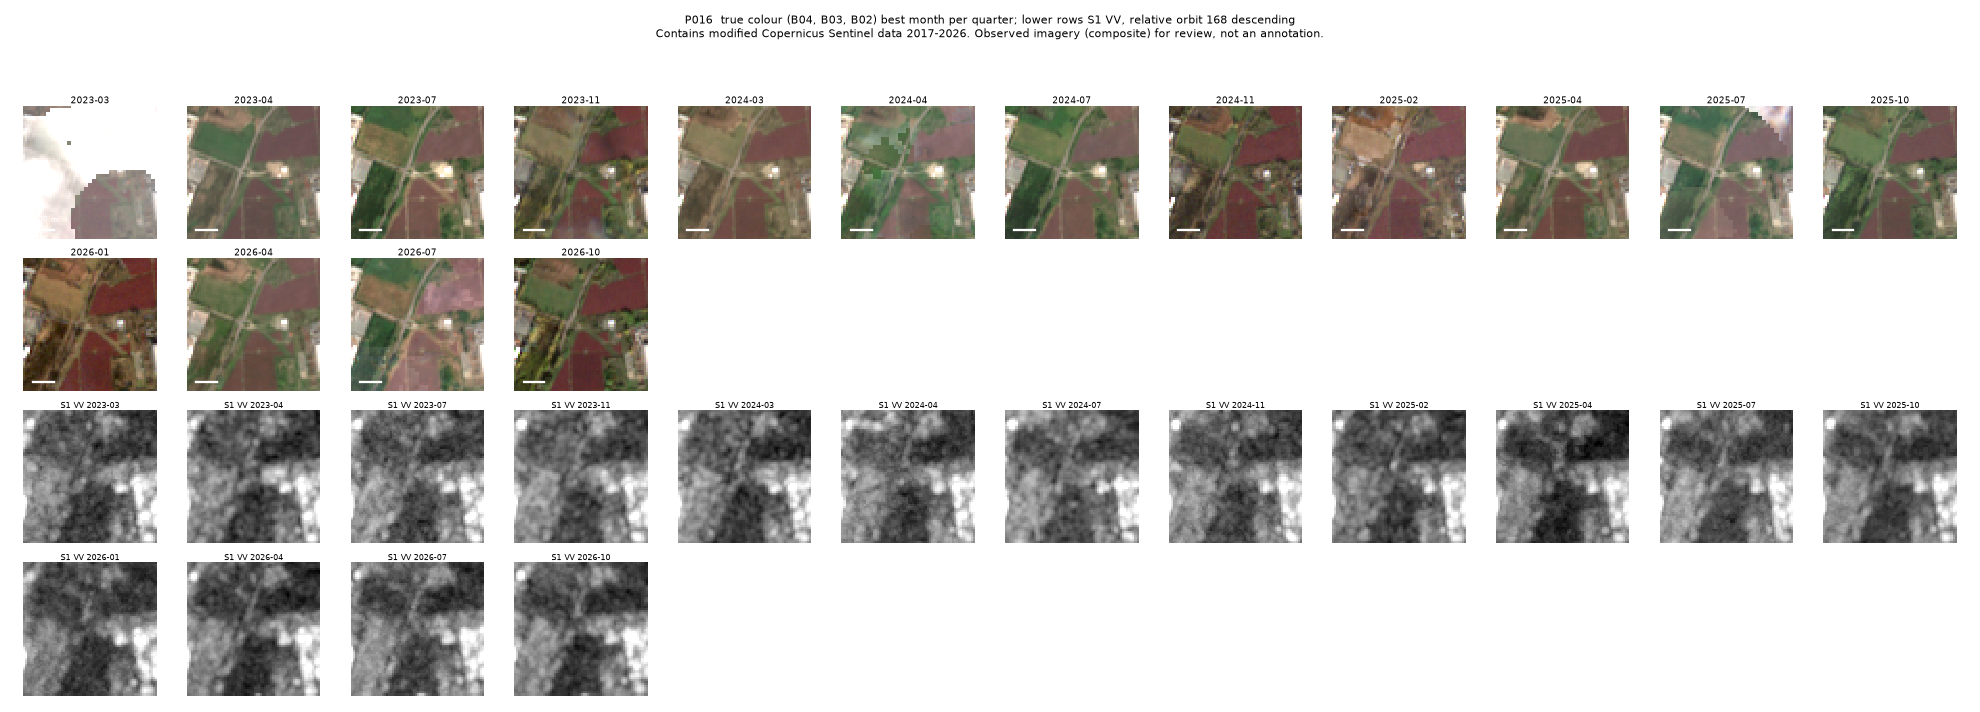 P016  true colour (B04, B03, B02) best month per quarter; lower rows S1 VV, relative orbit 168 descending
Contains modified Copernicus Sentinel data 2017-2026. Observed imagery (composite) for review, not an annotation.
2023-03
2023-04
2023-07
2023-11
2024-03
2024-04
2024-07
2024-11
2025-02
2025-04
2025-07
2025-10
2026-01
2026-04
2026-07
2026-10
S1 VV 2023-03
S1 VV 2023-04
S1 VV 2023-07
S1 VV 2023-11
S1 VV 2024-03
S1 VV 2024-04
S1 VV 2024-07
S1 VV 2024-11
S1 VV 2025-02
S1 VV 2025-04
S1 VV 2025-07
S1 VV 2025-10
S1 VV 2026-01
S1 VV 2026-04
S1 VV 2026-07
S1 VV 2026-10